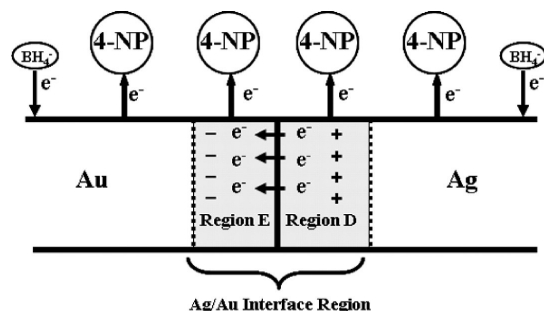 4-NP 4-NP 4-NP 4-NP
BH₄⁻ BH₄⁻
e⁻ e⁻ e⁻ e⁻ e⁻ e⁻
− e⁻ e⁻ +
− e⁻ e⁻ +
− +
Au Ag
− e⁻ e⁻ +
Region E Region D
Ag/Au Interface Region